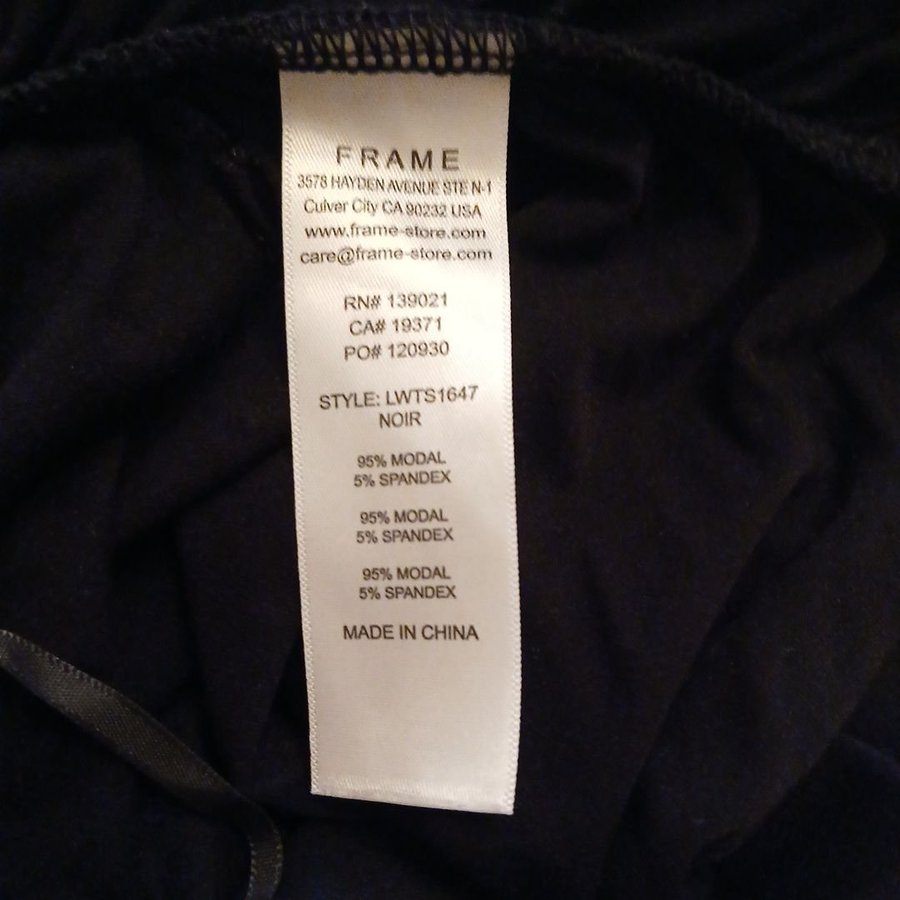 FRAME
3578 HAYDEN AVENUE STE N-1
Culver City CA 90232 USA
www.frame-store.com
care@frame-store.com
RN# 139021
CA# 19371
PO# 120930
STYLE: LWTS1647
NOIR
95% MODAL
5% SPANDEX
95% MODAL
5% SPANDEX
95% MODAL
5% SPANDEX
MADE IN CHINA